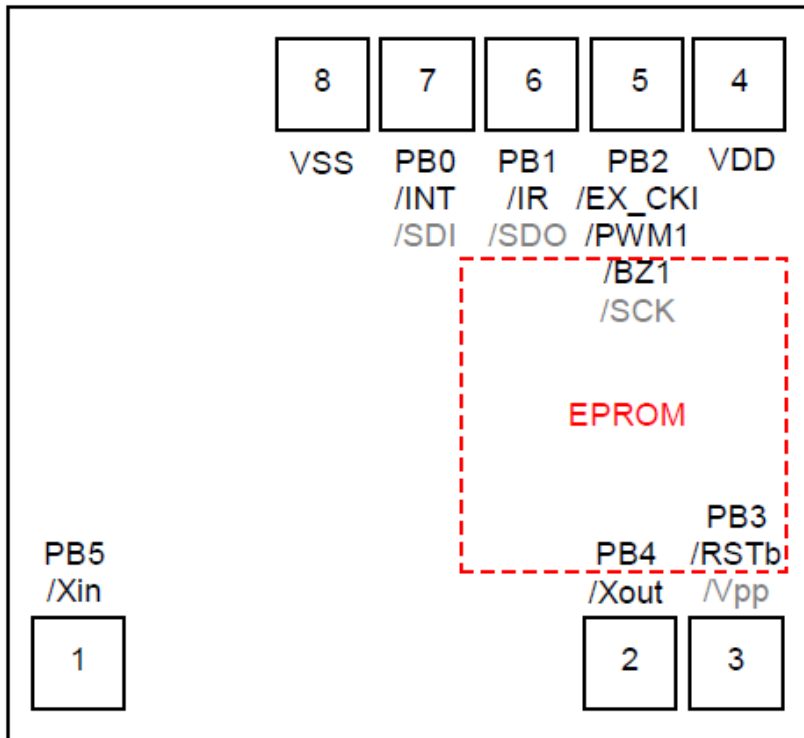 8 7 6 5 4
VSS PB0 PB1 PB2 VDD
/INT /IR /EX_CKI
/SDI /SDO /PWM1
/BZ1
/SCK
EPROM
PB3
PB5 PB4 /RSTb
/Xin /Xout /Vpp
1 2 3